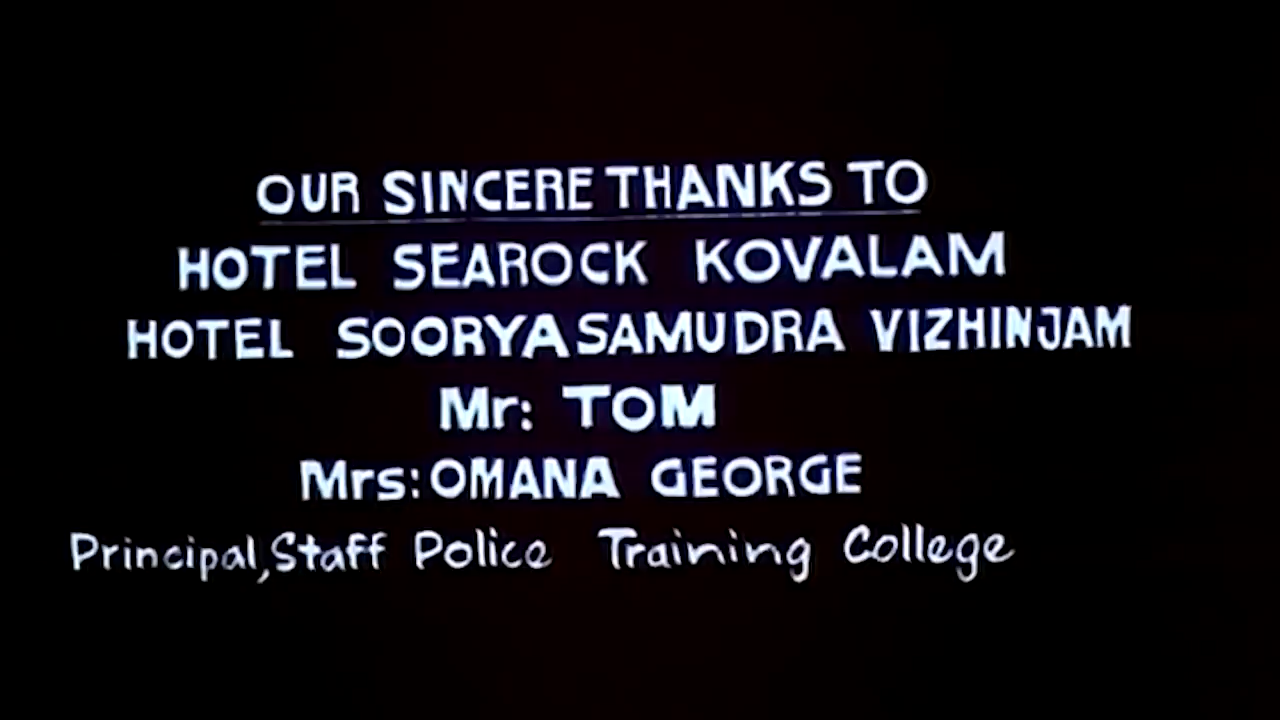 OUR SINCERE THANKS TO
HOTEL SEAROCK KOVALAM
HOTEL SOORYASAMUDRA VIZHINJAM
Mr: TOM
Mrs: OMANA GEORGE
Principal, Staff Police Training College